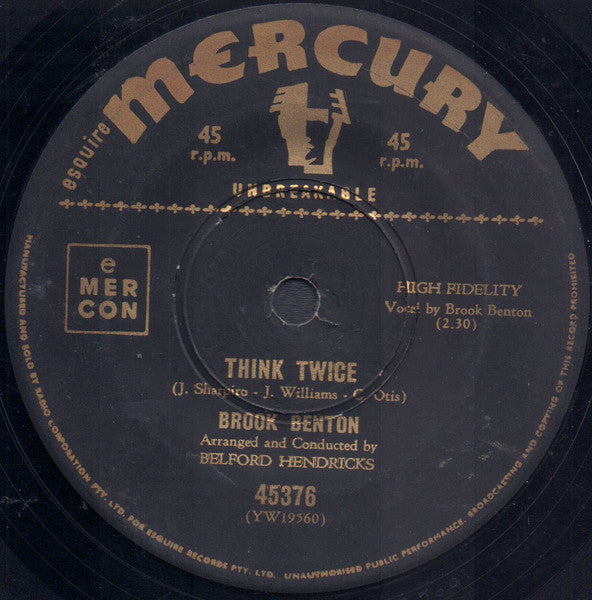 esquire
MERCURY
45
r.p.m.
45
r.p.m.
UNBREAKABLE
e
MER
CON
HIGH FIDELITY
Vocal by Brook Benton
(2.30)
THINK TWICE
(J. Sharpiro - J. Williams - C. Otis)
BROOK BENTON
Arranged and Conducted by
BELFORD HENDRICKS
45376
(YW19560)
MANUFACTURED AND SOLD BY RADIO CORPORATION PTY. LTD. FOR ESQUIRE RECORDS PTY. LTD. UNAUTHORISED PUBLIC PERFORMANCE, BROADCASTING AND COPYING OF THIS RECORD PROHIBITED